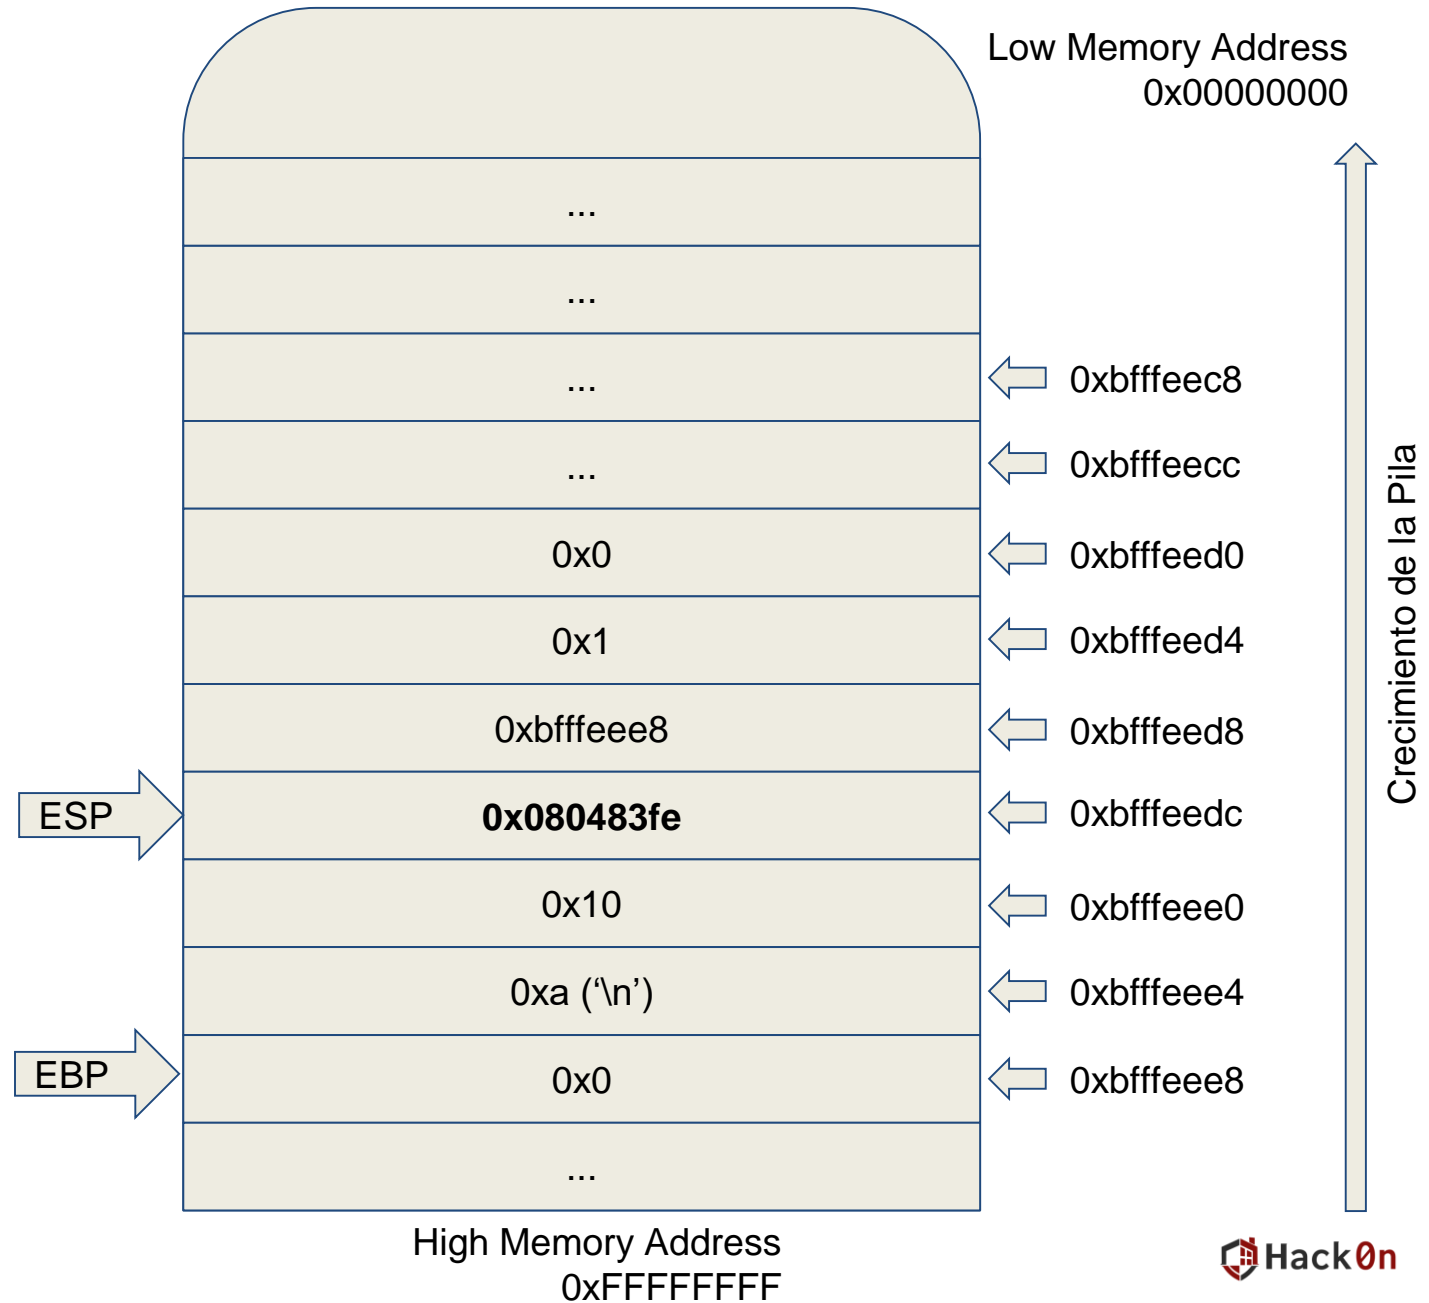 Low Memory Address
0x00000000
...
...
...
0xbfffeec8
...
0xbfffeecc
0x0
0xbfffeed0
0x1
0xbfffeed4
0xbfffeee8
0xbfffeed8
ESP
0x080483fe
0xbfffeedc
0x10
0xbfffeee0
0xa (‘\n’)
0xbfffeee4
EBP
0x0
0xbfffeee8
...
Crecimiento de la Pila
High Memory Address
0xFFFFFFFF
Hack0n